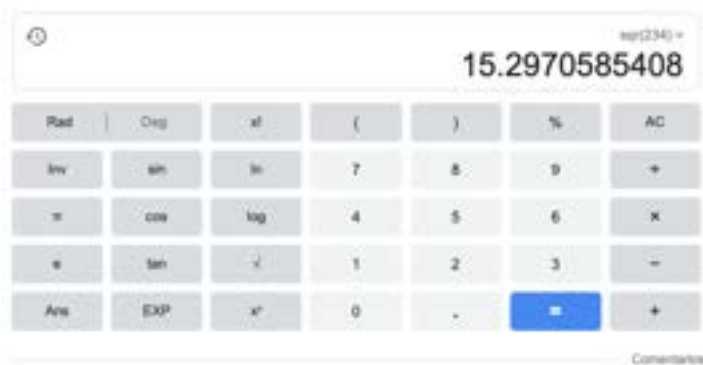 sqrt(234) =
15.2970585408
Rad | Deg x! ( ) % AC
Inv sin ln 7 8 9 ÷
π cos log 4 5 6 ×
e tan √ 1 2 3 −
Ans EXP xʸ 0 . = +
Comentarios